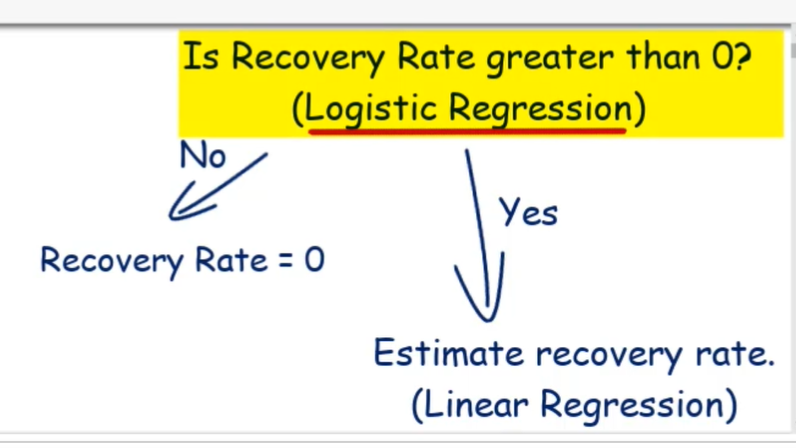 Is Recovery Rate greater than 0?
(Logistic Regression)
No
Yes
Recovery Rate = 0
Estimate recovery rate.
(Linear Regression)